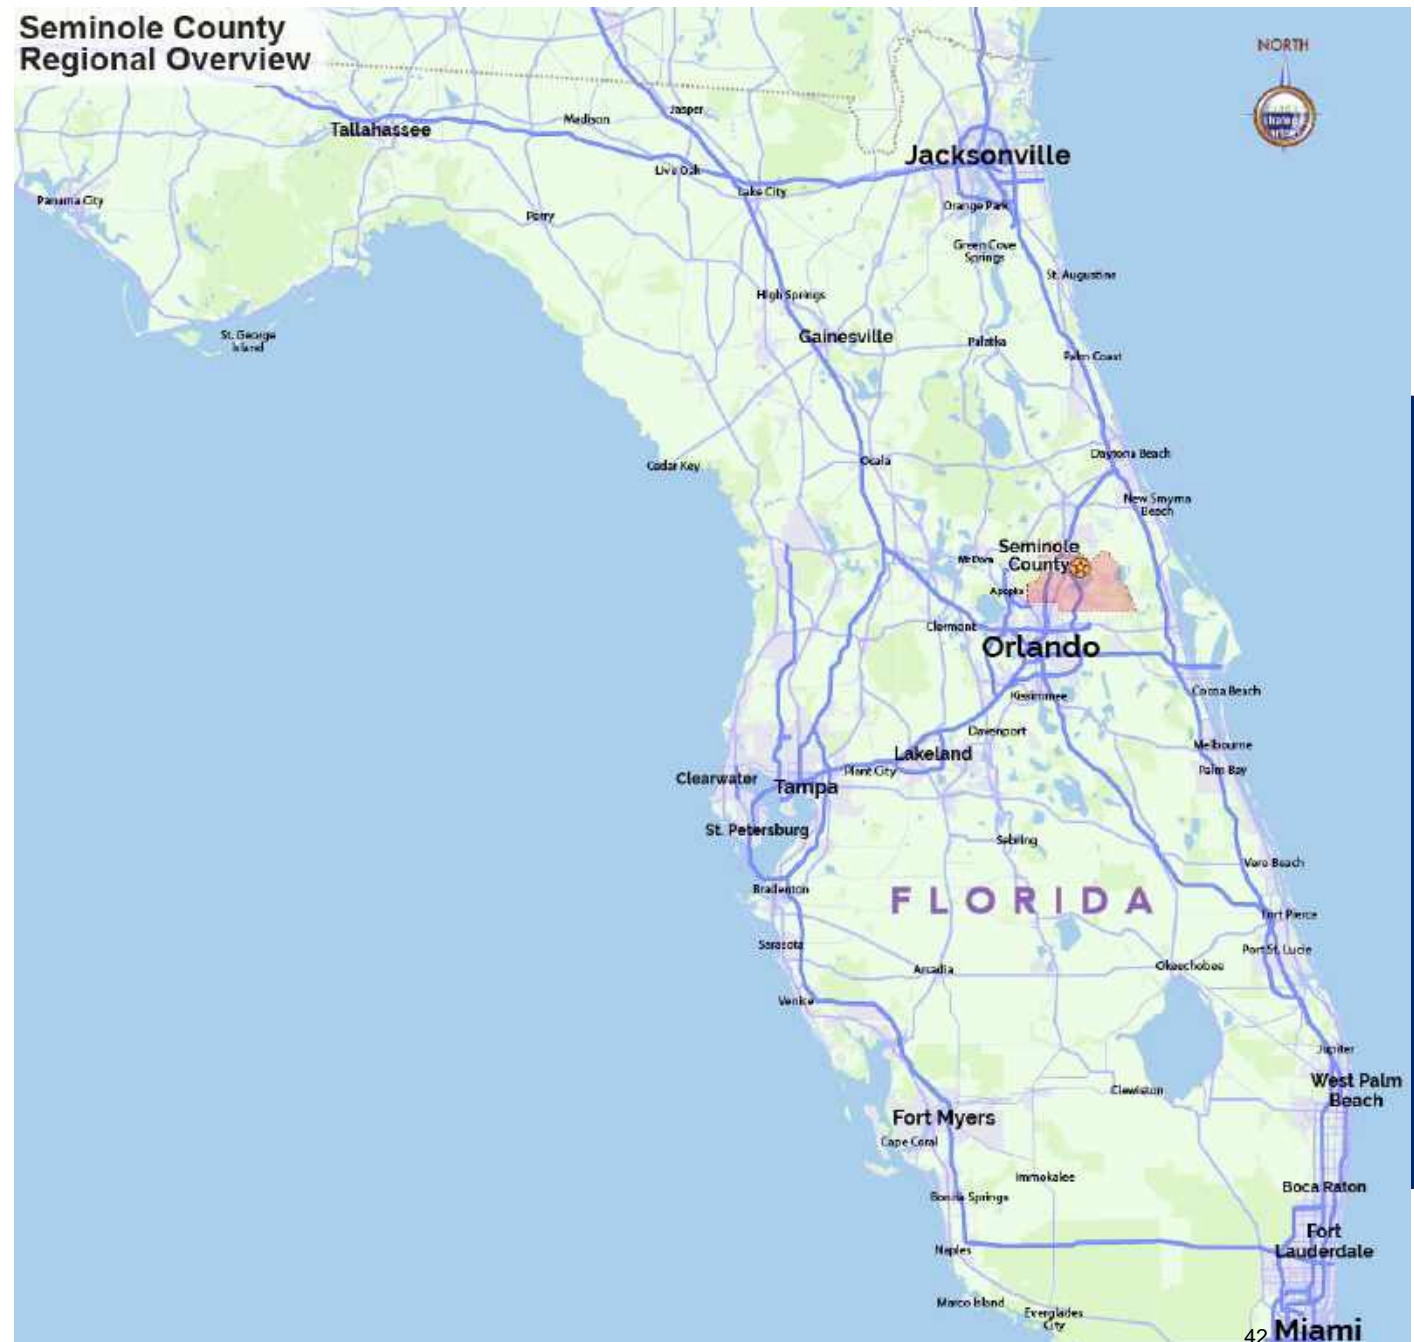 Seminole County
Regional Overview
NORTH
Jasper
Madison
Tallahassee
Jacksonville
Live Oak
Lake City
Panama City
Orange Park
Perry
Green Cove
Springs
St. Augustine
High Springs
St. George
Island
Gainesville
Palatka
Palm Coast
Daytona Beach
Ocala
Cedar Key
New Smyrna
Beach
Seminole
County
Mt Dora
Apopka
Clermont
Orlando
Cocoa Beach
Kissimmee
Davenport
Melbourne
Lakeland
Plant City
Palm Bay
Clearwater
Tampa
St. Petersburg
Sebring
Vero Beach
Bradenton
FLORIDA
Fort Pierce
Sarasota
Port St. Lucie
Arcadia
Okeechobee
Venice
Jupiter
West Palm
Beach
Clewiston
Fort Myers
Cape Coral
Immokalee
Boca Raton
Bonita Springs
Fort
Lauderdale
Naples
Marco Island
Everglades
City
42
Miami